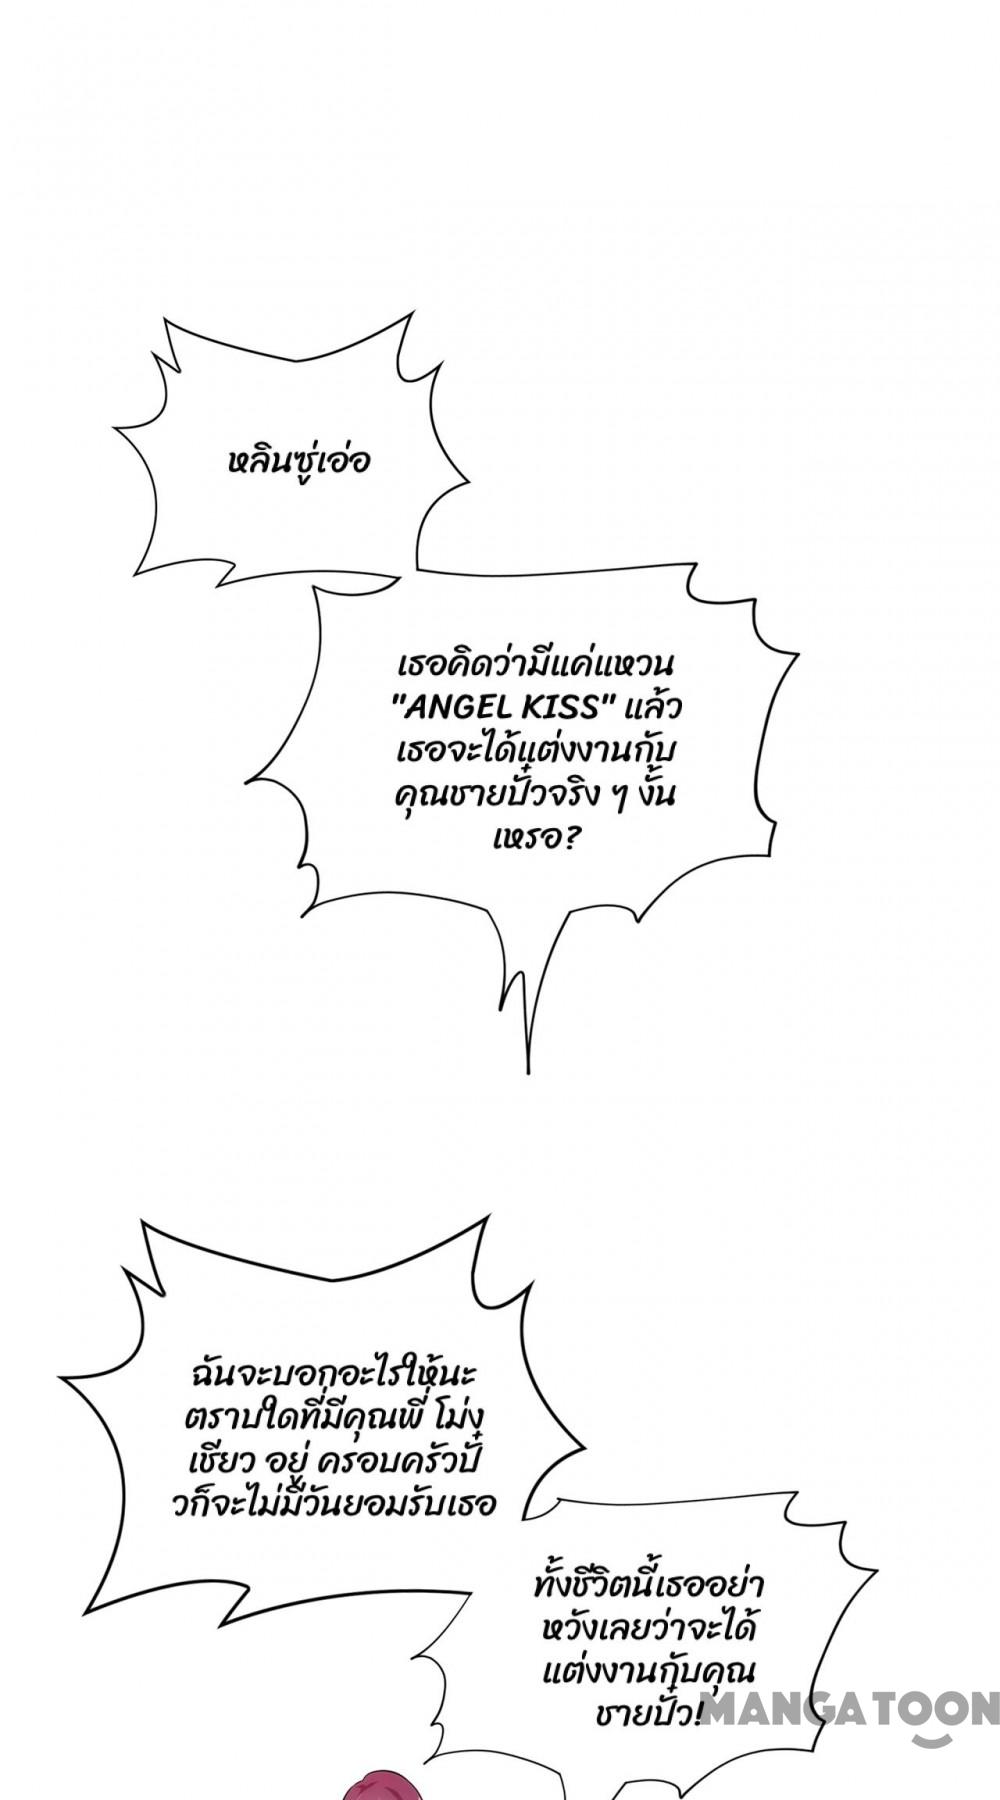 หลินซู่เอ่อ
เธอคิดว่ามีแค่แหวน
"ANGEL KISS" แล้ว
เธอจะได้แต่งงานกับ
คุณชายปั๋วจริง ๆ งั้น
เหรอ?
ฉันจะบอกอะไรให้นะ
ตราบใดที่มีคุณพี่ โม่ง
เชียว อยู่ ครอบครัวปั๋
วก็จะไม่มีวันยอมรับเธอ
ทั้งชีวิตนี้เธออย่า
หวังเลยว่าจะได้
แต่งงานกับคุณ
ชายปั๋ว!
MANGATOON